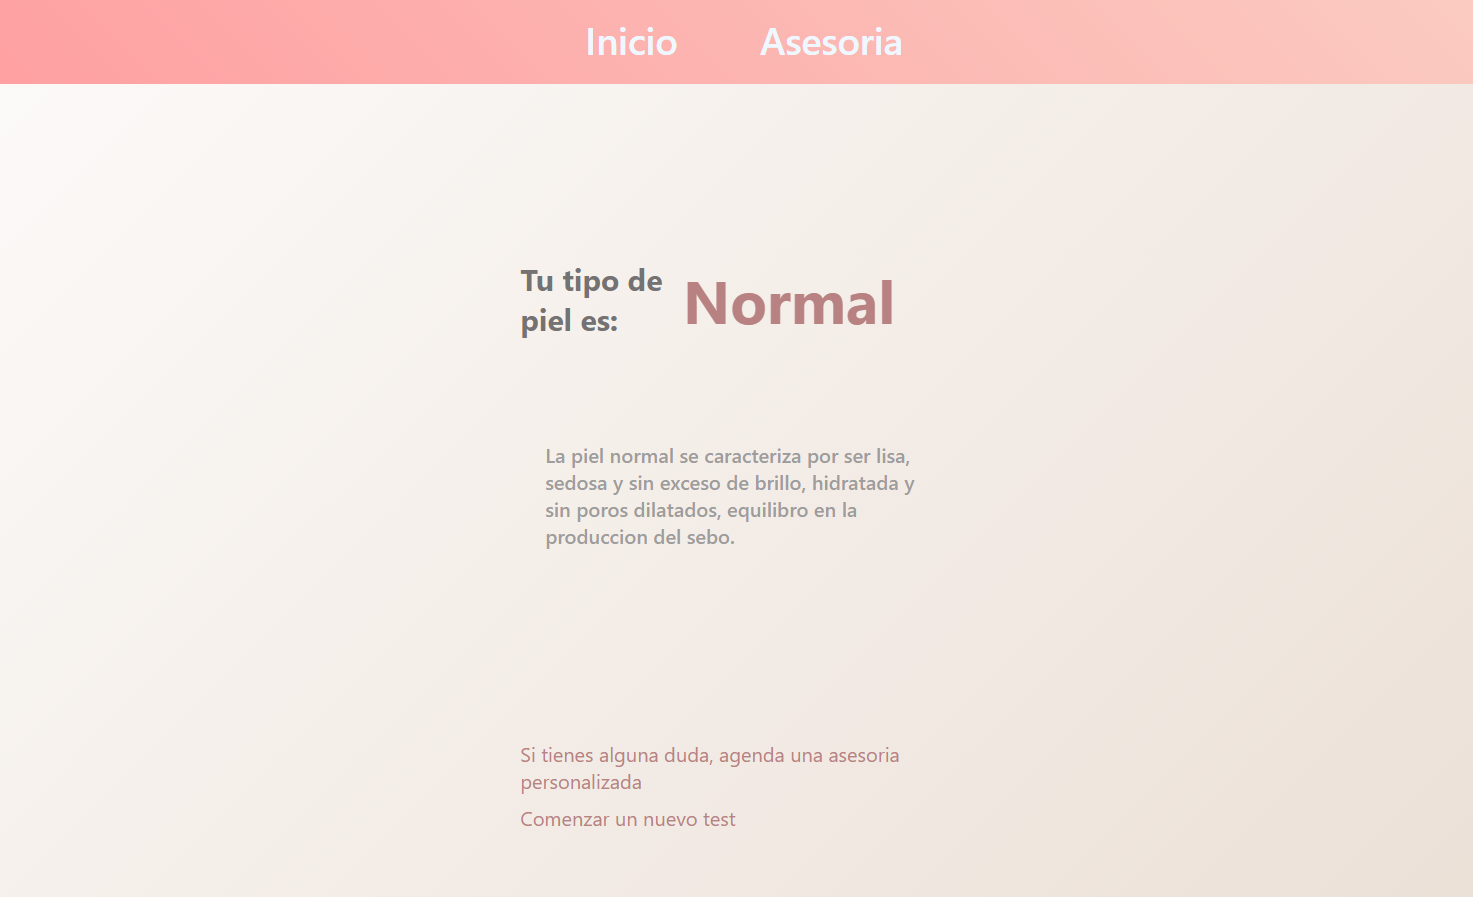 Inicio Asesoria
Tu tipo de
piel es:
Normal
La piel normal se caracteriza por ser lisa,
sedosa y sin exceso de brillo, hidratada y
sin poros dilatados, equilibro en la
produccion del sebo.
Si tienes alguna duda, agenda una asesoria
personalizada
Comenzar un nuevo test